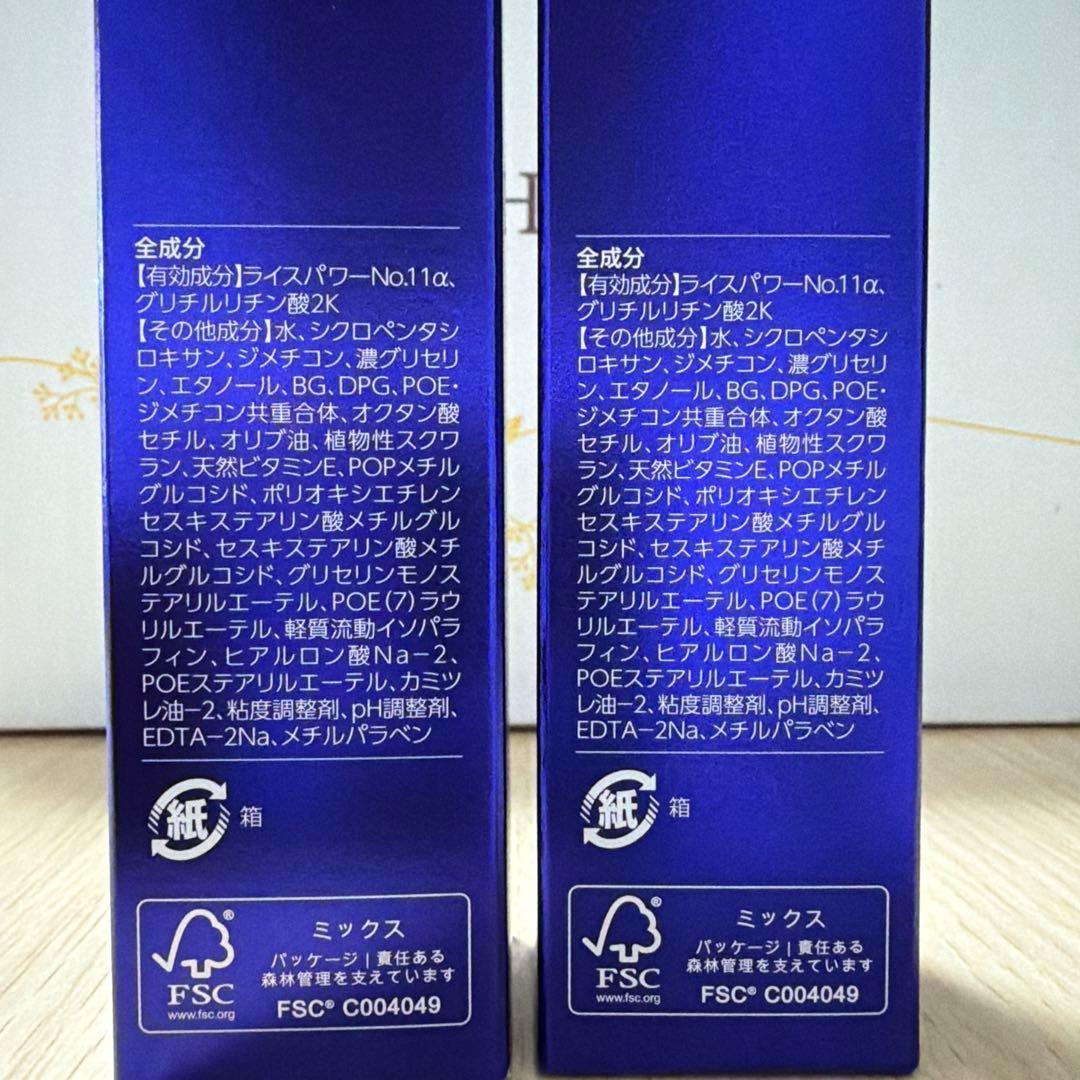 全成分
【有効成分】ライスパワーNo.11α、
グリチルリチン酸2K
【その他成分】水、シクロペンタシ
ロキサン、ジメチコン、濃グリセリ
ン、エタノール、BG、DPG、POE・
ジメチコン共重合体、オクタン酸
セチル、オリブ油、植物性スクワ
ラン、天然ビタミンE、POPメチル
グルコシド、ポリオキシエチレン
セスキステアリン酸メチルグル
コシド、セスキステアリン酸メチ
ルグルコシド、グリセリンモノス
テアリルエーテル、POE(7)ラウ
リルエーテル、軽質流動イソパラ
フィン、ヒアルロン酸Na-2、
POEステアリルエーテル、カミツ
レ油-2、粘度調整剤、pH調整剤、
EDTA-2Na、メチルパラベン
紙 箱
FSC®
www.fsc.org
ミックス
パッケージ|責任ある
森林管理を支えています
FSC® C004049
全成分
【有効成分】ライスパワーNo.11α、
グリチルリチン酸2K
【その他成分】水、シクロペンタシ
ロキサン、ジメチコン、濃グリセリ
ン、エタノール、BG、DPG、POE・
ジメチコン共重合体、オクタン酸
セチル、オリブ油、植物性スクワ
ラン、天然ビタミンE、POPメチル
グルコシド、ポリオキシエチレン
セスキステアリン酸メチルグル
コシド、セスキステアリン酸メチ
ルグルコシド、グリセリンモノス
テアリルエーテル、POE(7)ラウ
リルエーテル、軽質流動イソパラ
フィン、ヒアルロン酸Na-2、
POEステアリルエーテル、カミツ
レ油-2、粘度調整剤、pH調整剤、
EDTA-2Na、メチルパラベン
紙 箱
FSC®
www.fsc.org
ミックス
パッケージ|責任ある
森林管理を支えています
FSC® C004049